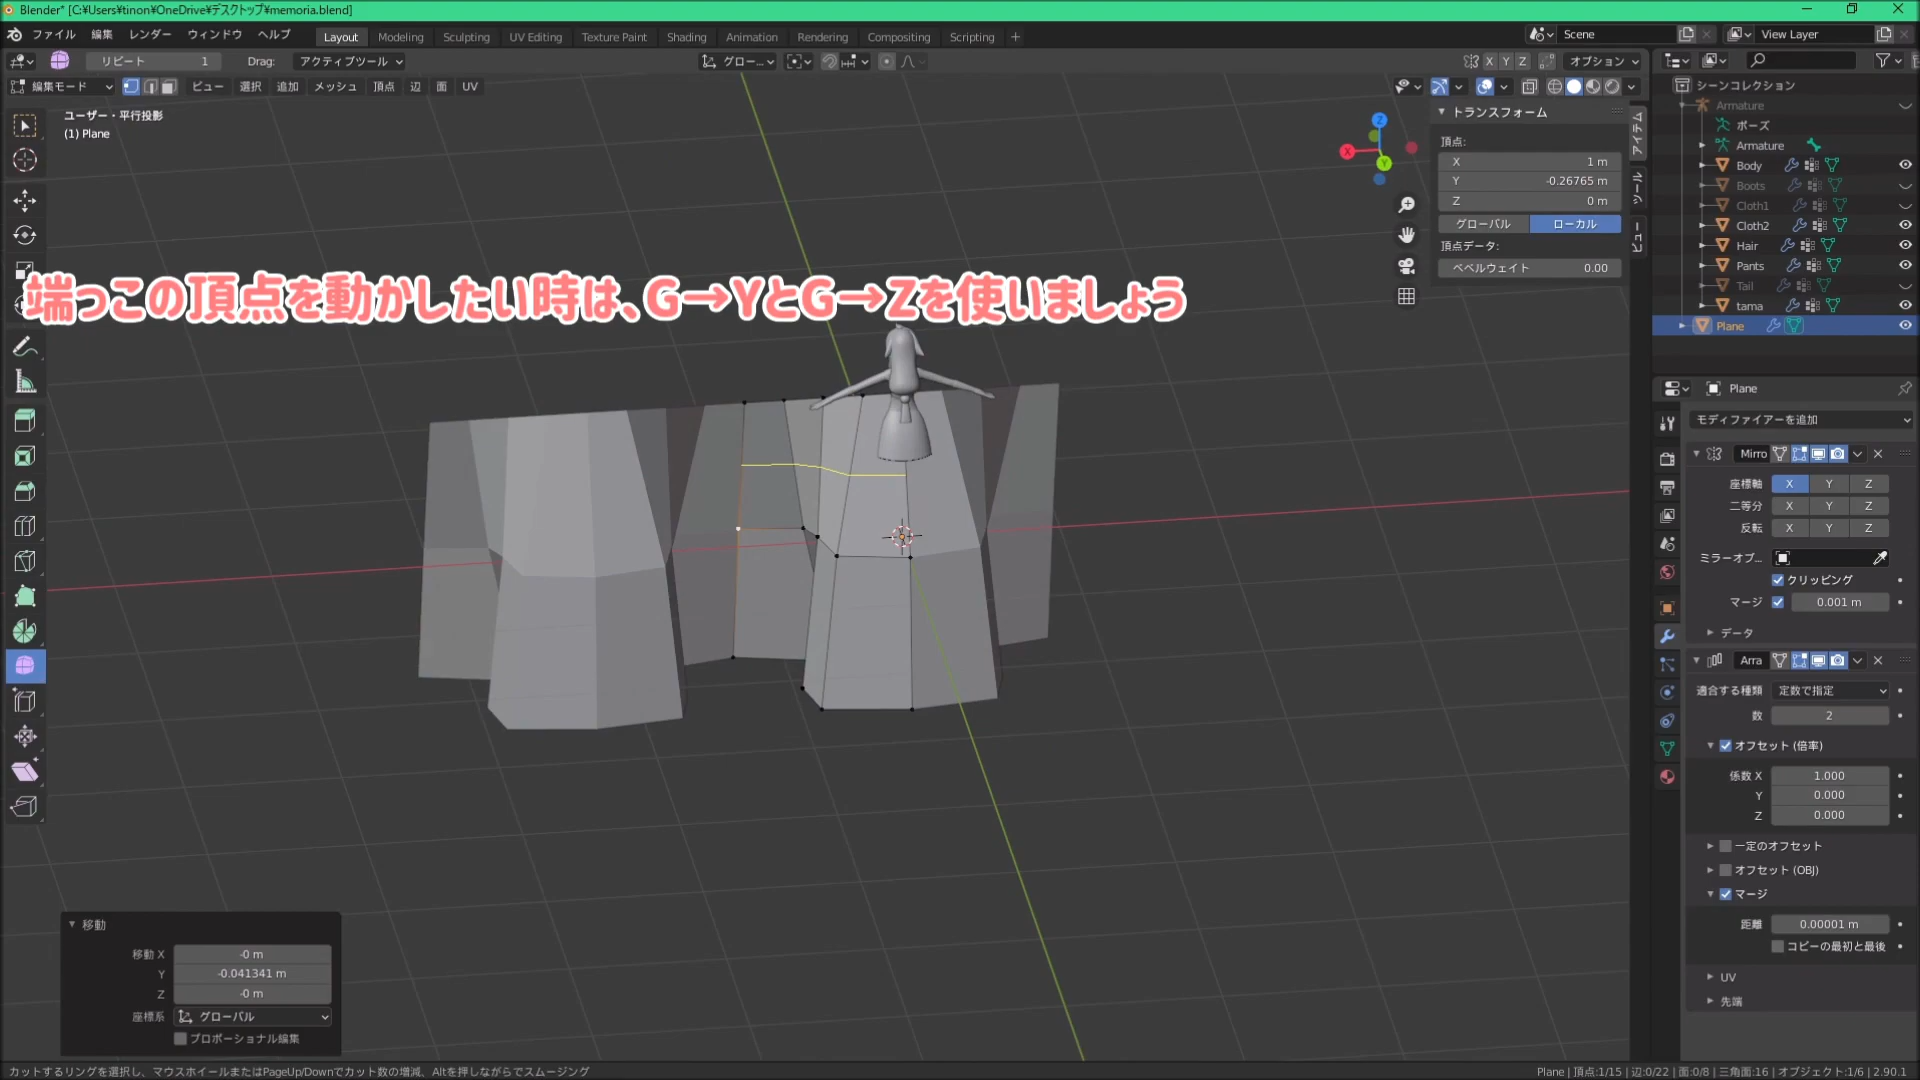 Blender* [C:¥Users¥tinon¥OneDrive¥デスクトップ¥memoria.blend]
ファイル 編集 レンダー ウィンドウ ヘルプ Layout Modeling Sculpting UV Editing Texture Paint Shading Animation Rendering Compositing Scripting + Scene View Layer
リピート 1 Drag: アクティブツール グロー... X Y Z オプション
編集モード ビュー 選択 追加 メッシュ 頂点 辺 面 UV
ユーザー・平行投影
(1) Plane
端っこの頂点を動かしたい時は、G→YとG→Zを使いましょう
Z
X
Y
トランスフォーム
頂点:
X 1 m
Y -0.26765 m
Z 0 m
グローバル ローカル
頂点データ:
ベベルウェイト 0.00
アイテム
ツール
ビュー
シーンコレクション
Armature
ポーズ
Armature
Body
Boots
Cloth1
Cloth2
Hair
Pants
Tail
tama
Plane
Plane
モディファイアーを追加
Mirro
座標軸 X Y Z
二等分 X Y Z
反転 X Y Z
ミラーオブ...
クリッピング
マージ 0.001 m
データ
Arra
適合する種類 定数で指定
数 2
オフセット (倍率)
係数 X 1.000
Y 0.000
Z 0.000
一定のオフセット
オフセット (OBJ)
マージ
距離 0.00001 m
コピーの最初と最後
UV
先端
移動
移動 X -0 m
Y -0.041341 m
Z -0 m
座標系 グローバル
プロポーショナル編集
カットするリングを選択し、マウスホイールまたはPageUp/Downでカット数の増減、Altを押しながらでスムージング
Plane | 頂点:1/15 | 辺:0/22 | 面:0/8 | 三角面:16 | オブジェクト:1/6 | 2.90.1